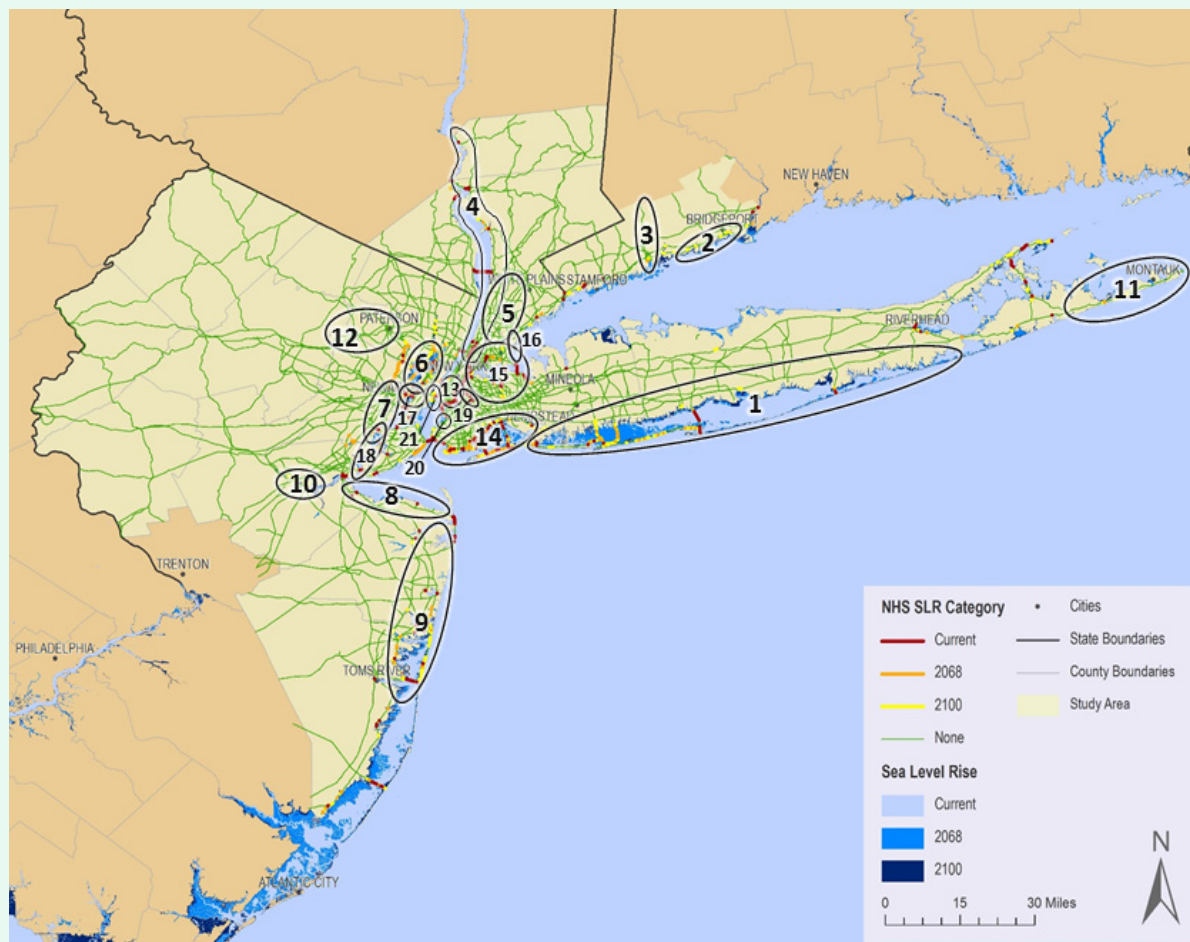 NEW HAVEN
BRIDGEPORT
4
3
2
PLAINS
STAMFORD
MONTAUK
11
5
RIVERHEAD
PATERSON
12
16
6
15
MINEOLA
13
7
1
17
19
14
21
18
20
10
8
TRENTON
9
PHILADELPHIA
TOMS RIVER
ATLANTIC CITY
NHS SLR Category
Current
2068
2100
None
Cities
State Boundaries
County Boundaries
Study Area
Sea Level Rise
Current
2068
2100
N
0 15 30 Miles